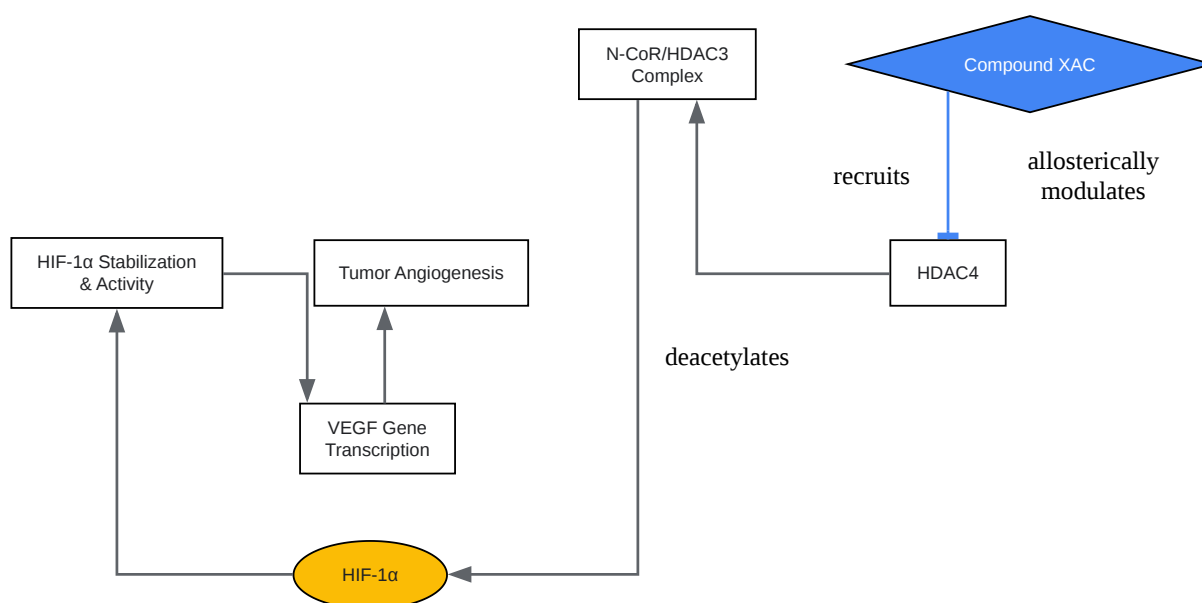 N-CoR/HDAC3
Complex
Compound XAC
recruits
allosterically
modulates
HIF-1α Stabilization
& Activity
Tumor Angiogenesis
HDAC4
deacetylates
VEGF Gene
Transcription
HIF-1α